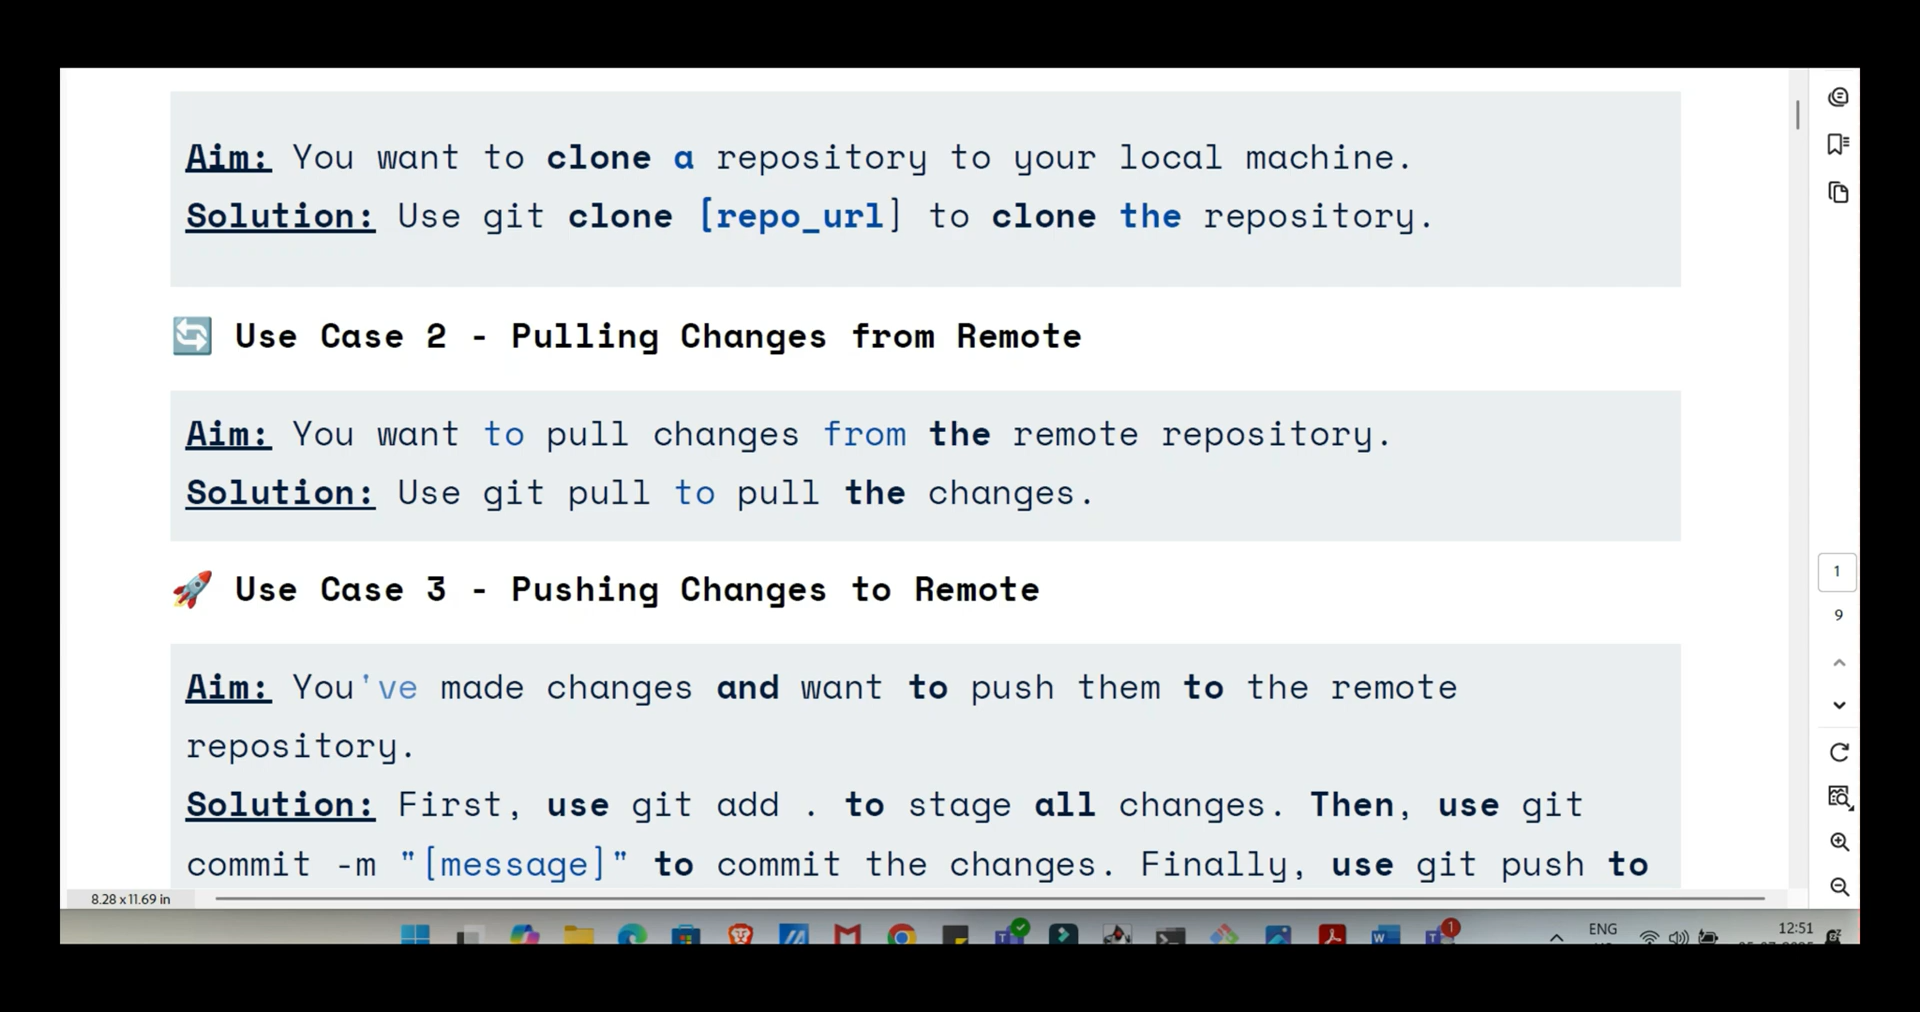 Aim: You want to clone a repository to your local machine.
Solution: Use git clone [repo_url] to clone the repository.
🔄 Use Case 2 - Pulling Changes from Remote
Aim: You want to pull changes from the remote repository.
Solution: Use git pull to pull the changes.
🚀 Use Case 3 - Pushing Changes to Remote
Aim: You've made changes and want to push them to the remote
repository.
Solution: First, use git add . to stage all changes. Then, use git
commit -m "[message]" to commit the changes. Finally, use git push to
1
9
8.28 x 11.69 in
1
ENG
12:51